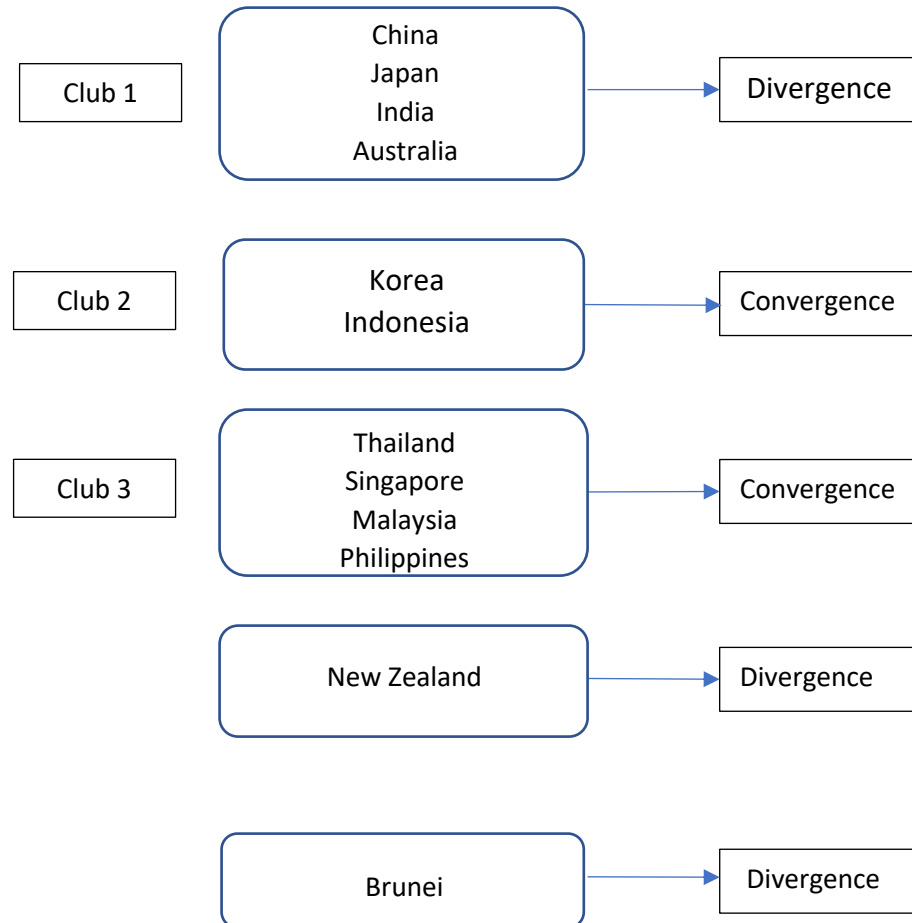 Club 1
China
Japan
India
Australia
Divergence
Club 2
Korea
Indonesia
Convergence
Club 3
Thailand
Singapore
Malaysia
Philippines
Convergence
New Zealand
Divergence
Brunei
Divergence